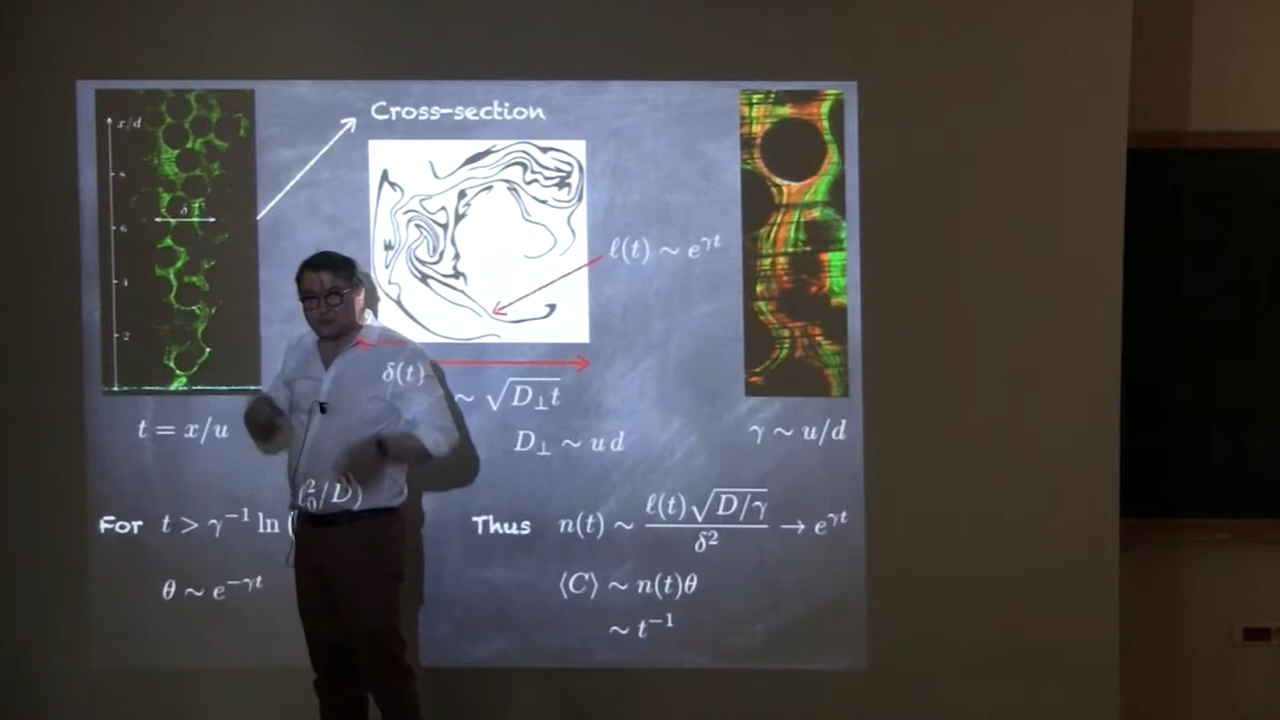 Cross-section
x/d
8
δ
6
4
2
ℓ(t) ∼ e^{γt}
δ(t) ∼ √(D_⊥t)
t = x/u
D_⊥ ∼ u d
γ ∼ u/d
For t > γ^{-1} ln (ℓ_0^2/D)
Thus n(t) ∼ ℓ(t)√(D/γ) / δ^2 → e^{γt}
θ ∼ e^{-γt}
⟨C⟩ ∼ n(t)θ
∼ t^{-1}